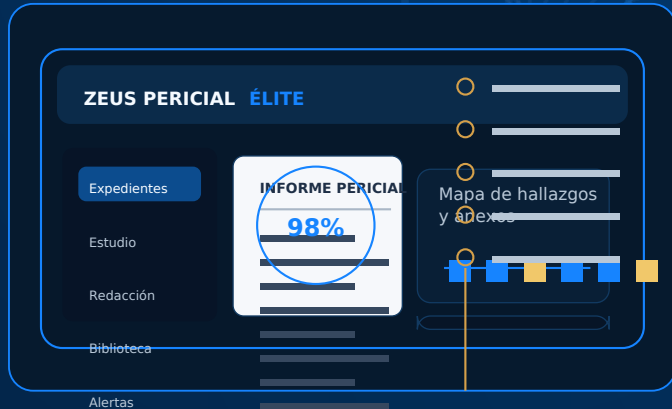 ZEUS PERICIAL ÉLITE
Expedientes
Estudio
Redacción
Biblioteca
Alertas
INFORME PERICIAL
98%
Mapa de hallazgos
y anexos